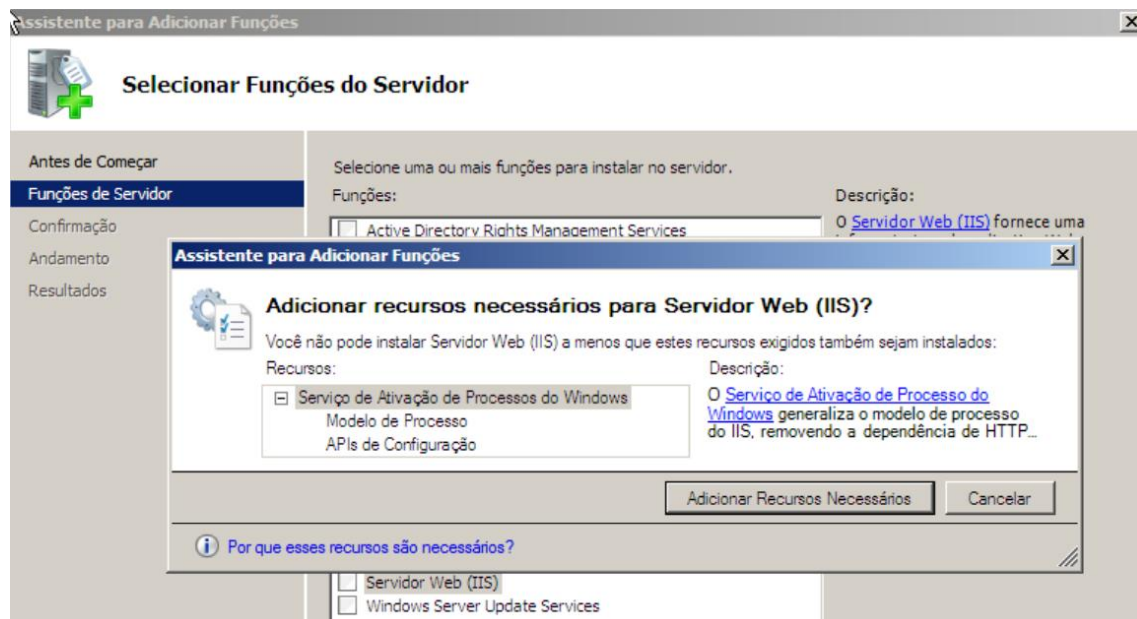 Assistente para Adicionar Funções
Selecionar Funções do Servidor
Antes de Começar
Funções de Servidor
Confirmação
Andamento
Resultados
Selecione uma ou mais funções para instalar no servidor.
Funções:
Active Directory Rights Management Services
Descrição:
O Servidor Web (IIS) fornece uma
Assistente para Adicionar Funções
Adicionar recursos necessários para Servidor Web (IIS)?
Você não pode instalar Servidor Web (IIS) a menos que estes recursos exigidos também sejam instalados:
Recursos:
Serviço de Ativação de Processos do Windows
Modelo de Processo
APIs de Configuração
Descrição:
O Serviço de Ativação de Processo do
Windows generaliza o modelo de processo
do IIS, removendo a dependência de HTTP...
Adicionar Recursos Necessários
Cancelar
Por que esses recursos são necessários?
Servidor Web (IIS)
Windows Server Update Services